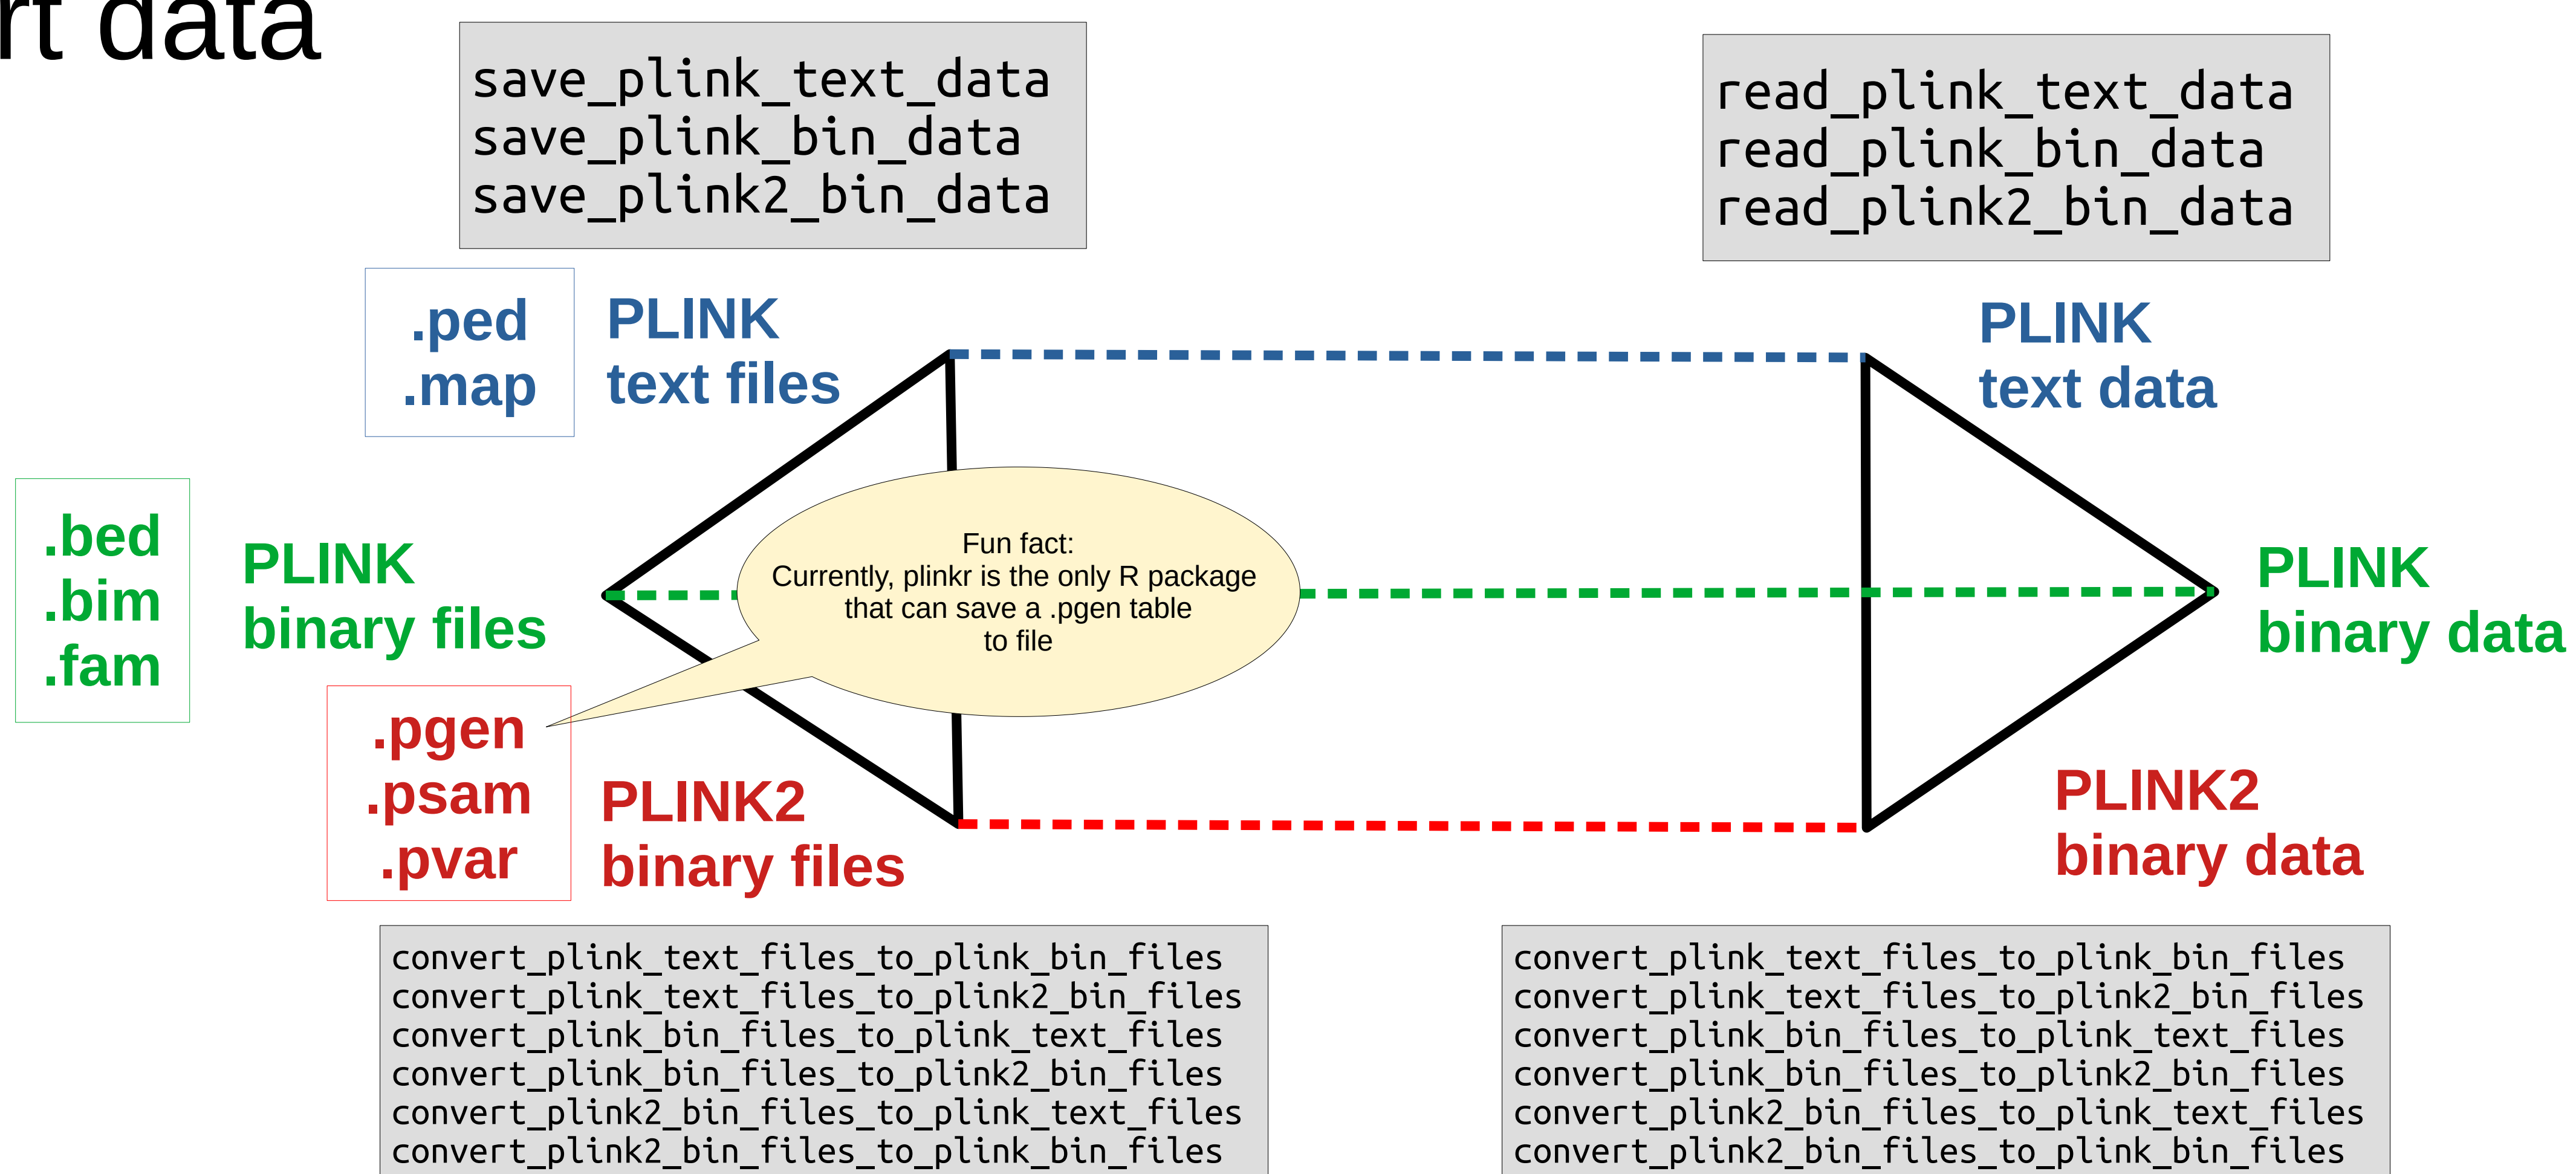 rt data
save_plink_text_data
save_plink_bin_data
save_plink2_bin_data
read_plink_text_data
read_plink_bin_data
read_plink2_bin_data
.ped
.map
PLINK
text files
PLINK
text data
.bed
.bim
.fam
PLINK
binary files
Fun fact:
Currently, plinkr is the only R package
that can save a .pgen table
to file
PLINK
binary data
.pgen
.psam
.pvar
PLINK2
binary files
PLINK2
binary data
convert_plink_text_files_to_plink_bin_files
convert_plink_text_files_to_plink2_bin_files
convert_plink_bin_files_to_plink_text_files
convert_plink_bin_files_to_plink2_bin_files
convert_plink2_bin_files_to_plink_text_files
convert_plink2_bin_files_to_plink_bin_files
convert_plink_text_files_to_plink_bin_files
convert_plink_text_files_to_plink2_bin_files
convert_plink_bin_files_to_plink_text_files
convert_plink_bin_files_to_plink2_bin_files
convert_plink2_bin_files_to_plink_text_files
convert_plink2_bin_files_to_plink_bin_files